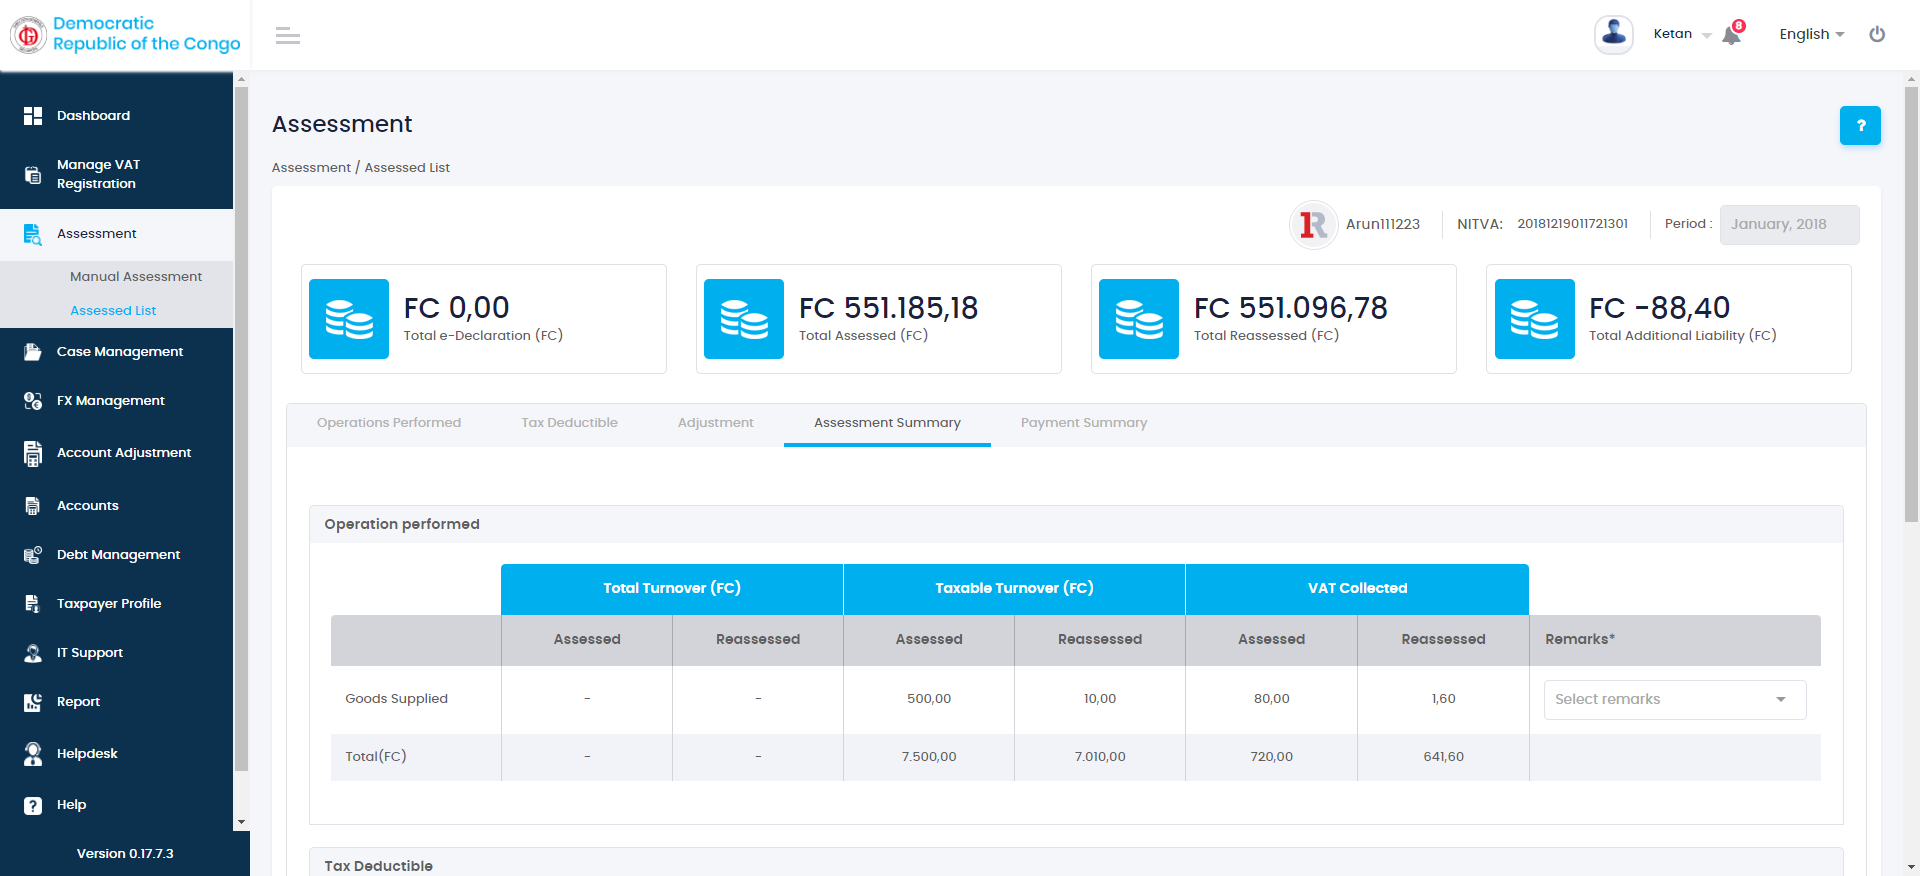 Democratic
Republic of the Congo
Ketan
8
English
Dashboard
Manage VAT
Registration
Assessment
Manual Assessment
Assessed List
Case Management
FX Management
Account Adjustment
Accounts
Debt Management
Taxpayer Profile
IT Support
Report
Helpdesk
Help
Version 0.17.7.3
Assessment
?
Assessment / Assessed List
Arun111223
NITVA: 20181219011721301
Period : January, 2018
FC 0,00
Total e-Declaration (FC)
FC 551.185,18
Total Assessed (FC)
FC 551.096,78
Total Reassessed (FC)
FC -88,40
Total Additional Liability (FC)
Operations Performed Tax Deductible Adjustment Assessment Summary Payment Summary
Operation performed
Total Turnover (FC) Taxable Turnover (FC) VAT Collected
Assessed Reassessed Assessed Reassessed Assessed Reassessed Remarks*
Goods Supplied - - 500,00 10,00 80,00 1,60 Select remarks
Total(FC) - - 7.500,00 7.010,00 720,00 641,60
Tax Deductible